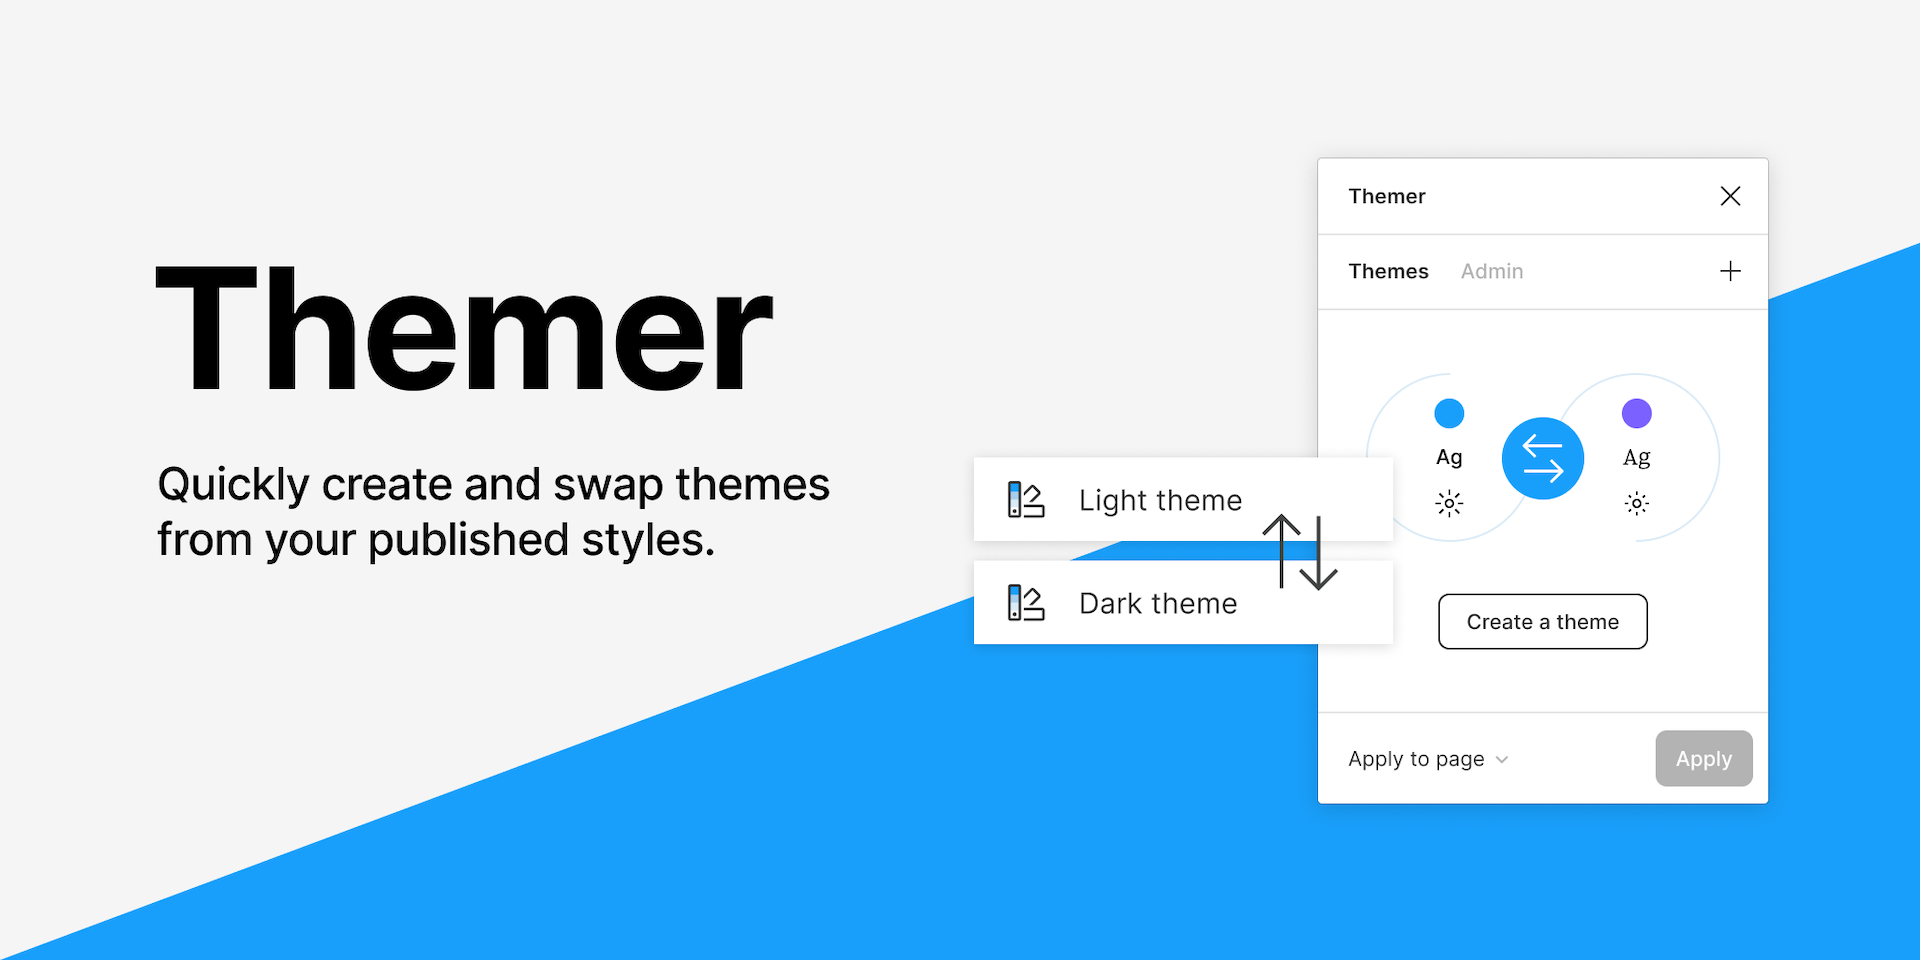 Themer
Quickly create and swap themes
from your published styles.
Light theme
Dark theme
Themer
Themes Admin
Ag Ag
Create a theme
Apply to page Apply